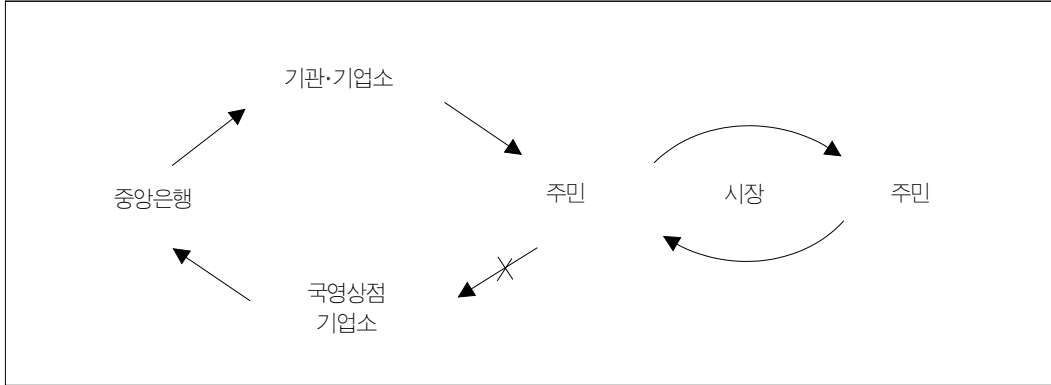 기관·기업소
중앙은행
주민
시장
주민
국영상점
기업소